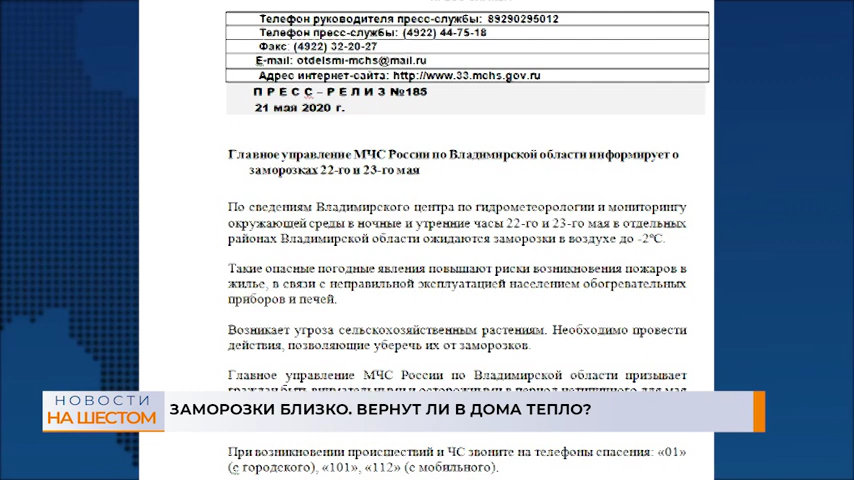 Телефон руководителя пресс-службы: 89290295012
Телефон пресс-службы: (4922) 44-75-18
Факс: (4922) 32-20-27
E-mail: otdelsmi-mchs@mail.ru
Адрес интернет-сайта: http://www.33.mchs.gov.ru
П Р Е С С – Р Е Л И З №185
21 мая 2020 г.
Главное управление МЧС России по Владимирской области информирует о
заморозках 22-го и 23-го мая
По сведениям Владимирского центра по гидрометеорологии и мониторингу
окружающей среды в ночные и утренние часы 22-го и 23-го мая в отдельных
районах Владимирской области ожидаются заморозки в воздухе до -2°С.
Такие опасные погодные явления повышают риски возникновения пожаров в
жилье, в связи с неправильной эксплуатацией населением обогревательных
приборов и печей.
Возникает угроза сельскохозяйственным растениям. Необходимо провести
действия, позволяющие уберечь их от заморозков.
Главное управление МЧС России по Владимирской области призывает
НОВОСТИ
НА ШЕСТОМ
ЗАМОРОЗКИ БЛИЗКО. ВЕРНУТ ЛИ В ДОМА ТЕПЛО?
При возникновении происшествий и ЧС звоните на телефоны спасения: «01»
(с городского), «101», «112» (с мобильного).